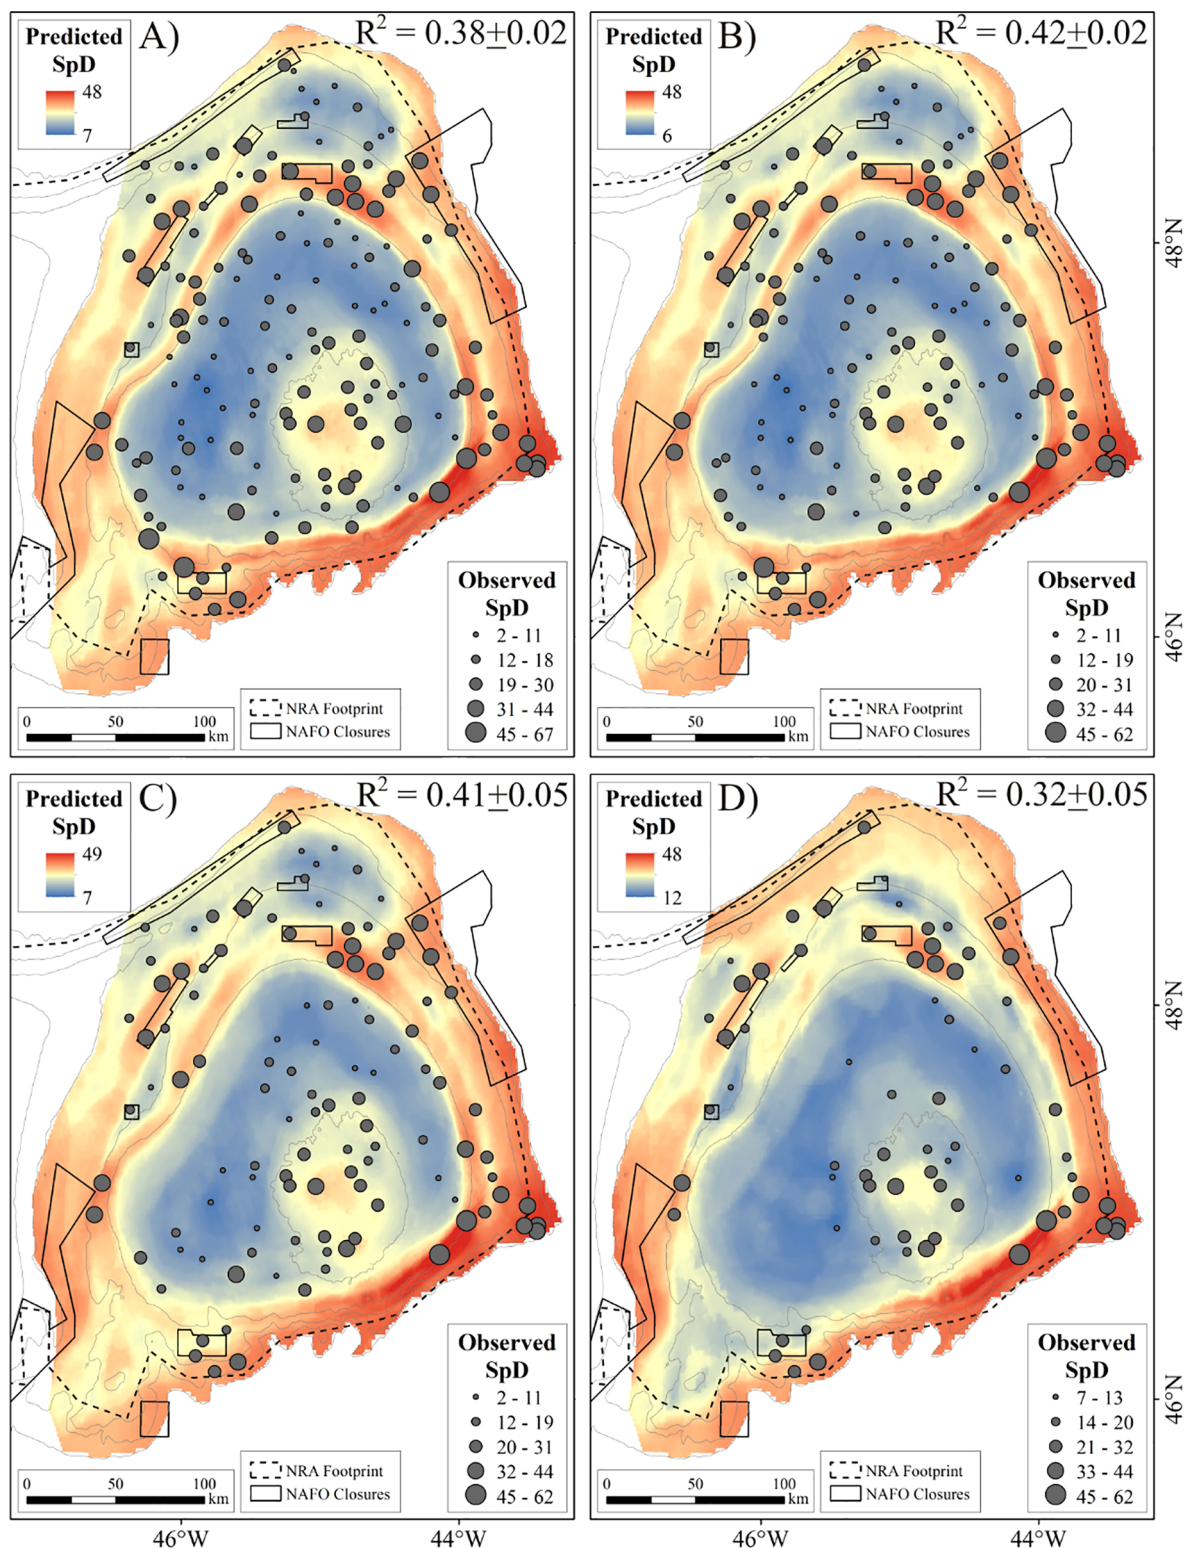 Predicted
SpD
48
7
A)
R² = 0.38±0.02
Observed
SpD
2 - 11
12 - 18
19 - 30
31 - 44
45 - 67
0 50 100
km
NRA Footprint
NAFO Closures
Predicted
SpD
48
6
B)
R² = 0.42±0.02
48°N
46°N
Observed
SpD
2 - 11
12 - 19
20 - 31
32 - 44
45 - 62
0 50 100
km
NRA Footprint
NAFO Closures
Predicted
SpD
49
7
C)
R² = 0.41±0.05
Observed
SpD
2 - 11
12 - 19
20 - 31
32 - 44
45 - 62
0 50 100
km
NRA Footprint
NAFO Closures
46°W 44°W
Predicted
SpD
48
12
D)
R² = 0.32±0.05
48°N
46°N
Observed
SpD
7 - 13
14 - 20
21 - 32
33 - 44
45 - 62
0 50 100
km
NRA Footprint
NAFO Closures
46°W 44°W